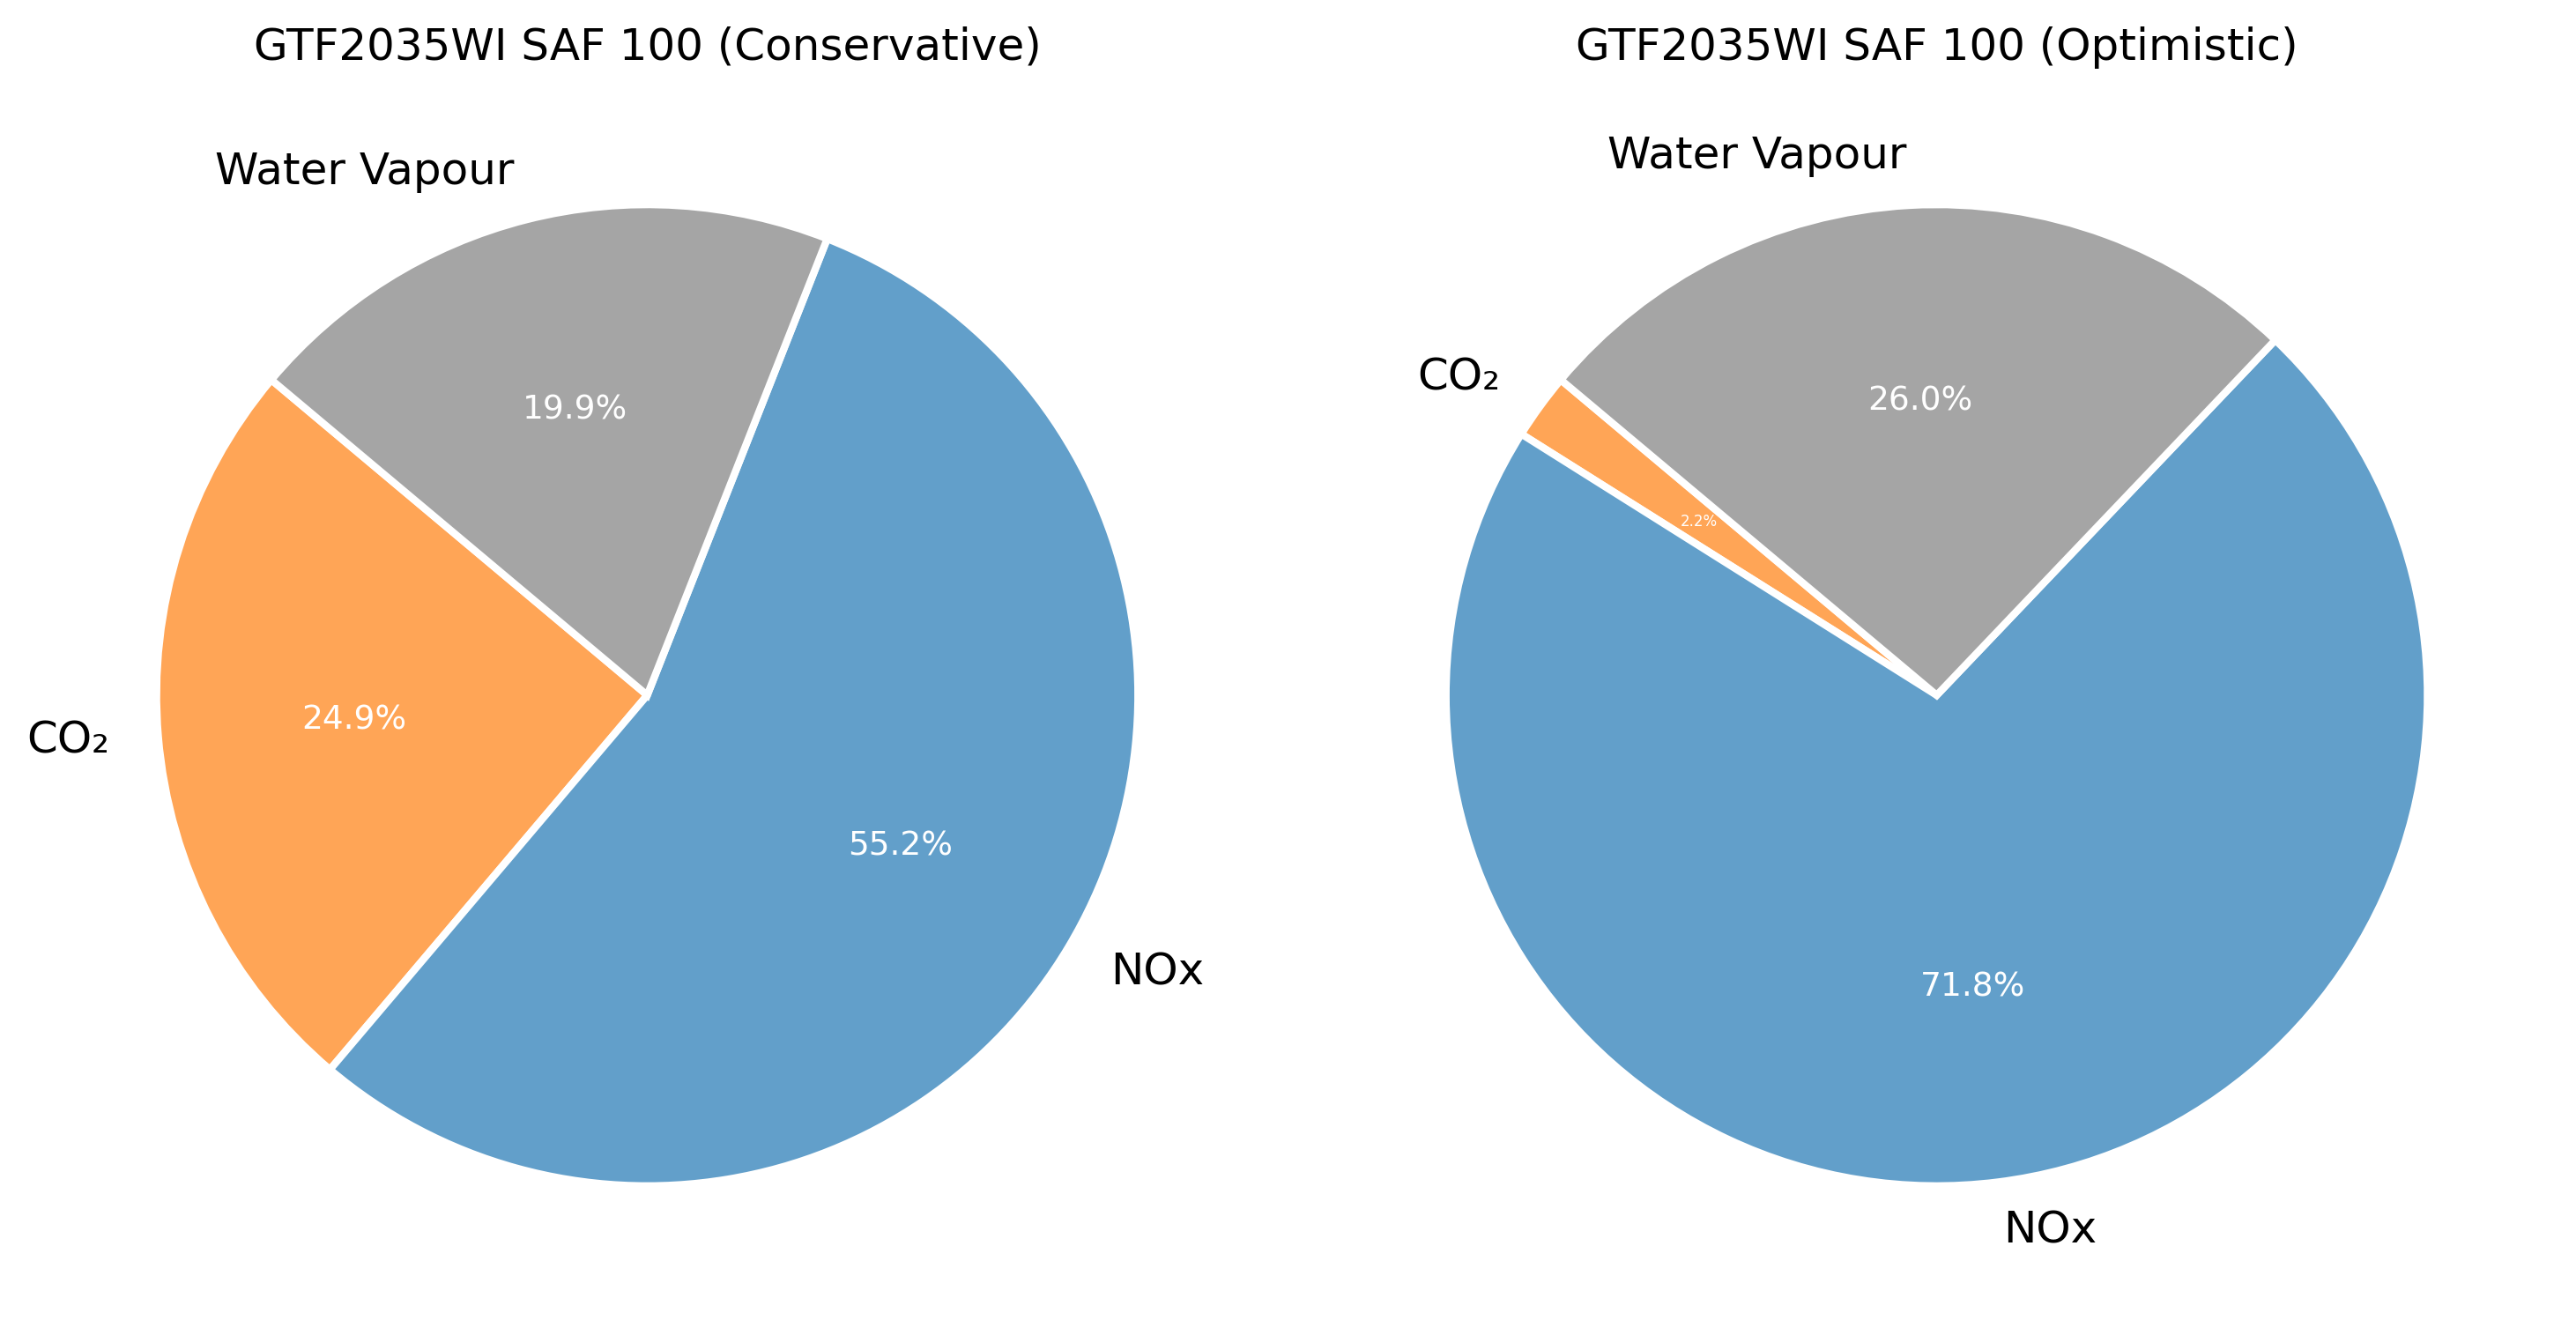 GTF2035WI SAF 100 (Conservative)
Water Vapour
19.9%
24.9%
CO₂
55.2%
NOx
GTF2035WI SAF 100 (Optimistic)
Water Vapour
CO₂
26.0%
2.2%
71.8%
NOx